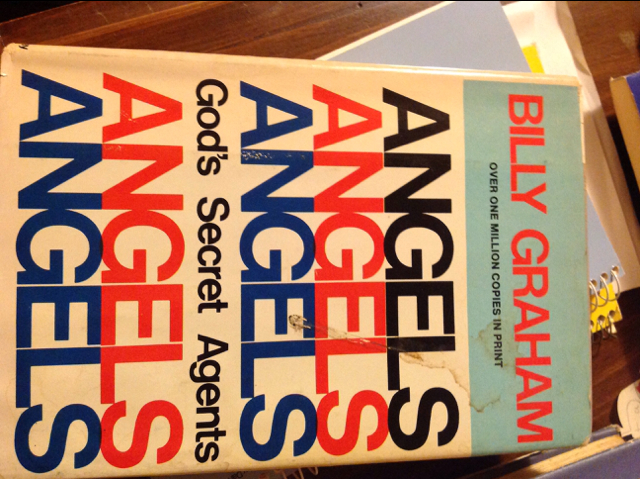 BILLY GRAHAM
OVER ONE MILLION COPIES IN PRINT
ANGELS
ANGELS
ANGELS
God's Secret Agents
ANGELS
ANGELS